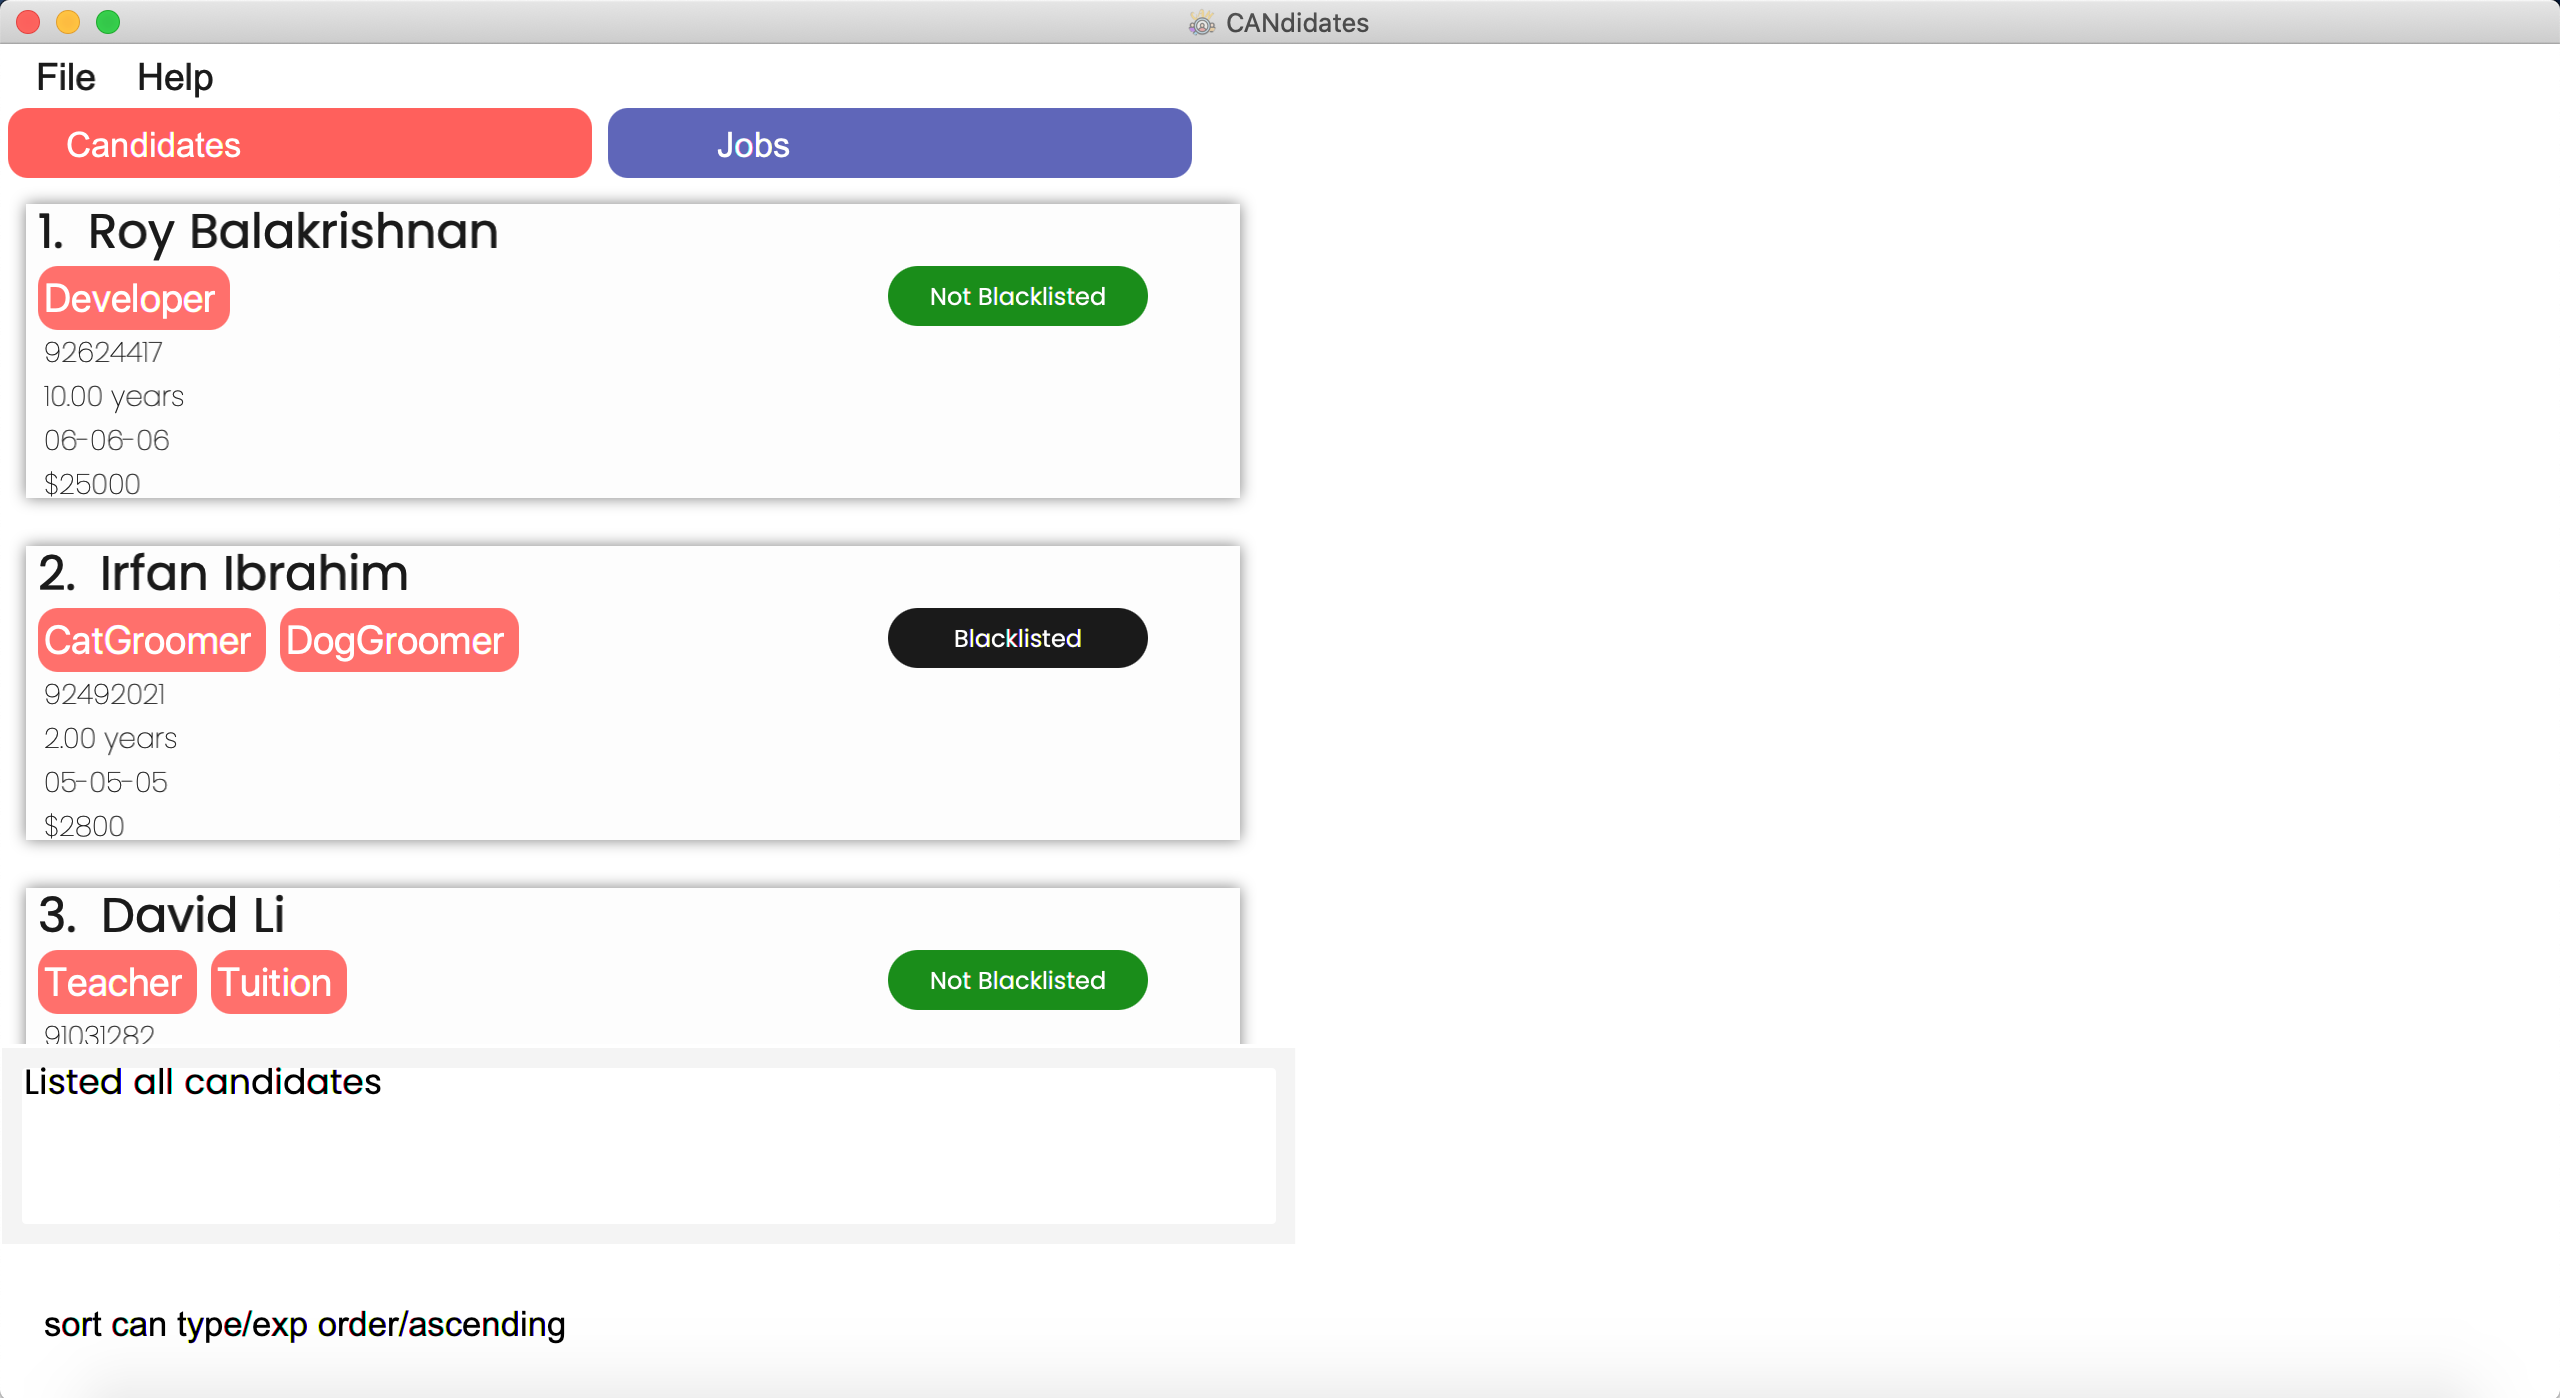 CANdidates
File Help
Candidates Jobs
1. Roy Balakrishnan
Developer Not Blacklisted
92624417
10.00 years
06-06-06
$25000
2. Irfan Ibrahim
CatGroomer DogGroomer Blacklisted
92492021
2.00 years
05-05-05
$2800
3. David Li
Teacher Tuition Not Blacklisted
91031282
Listed all candidates
sort can type/exp order/ascending